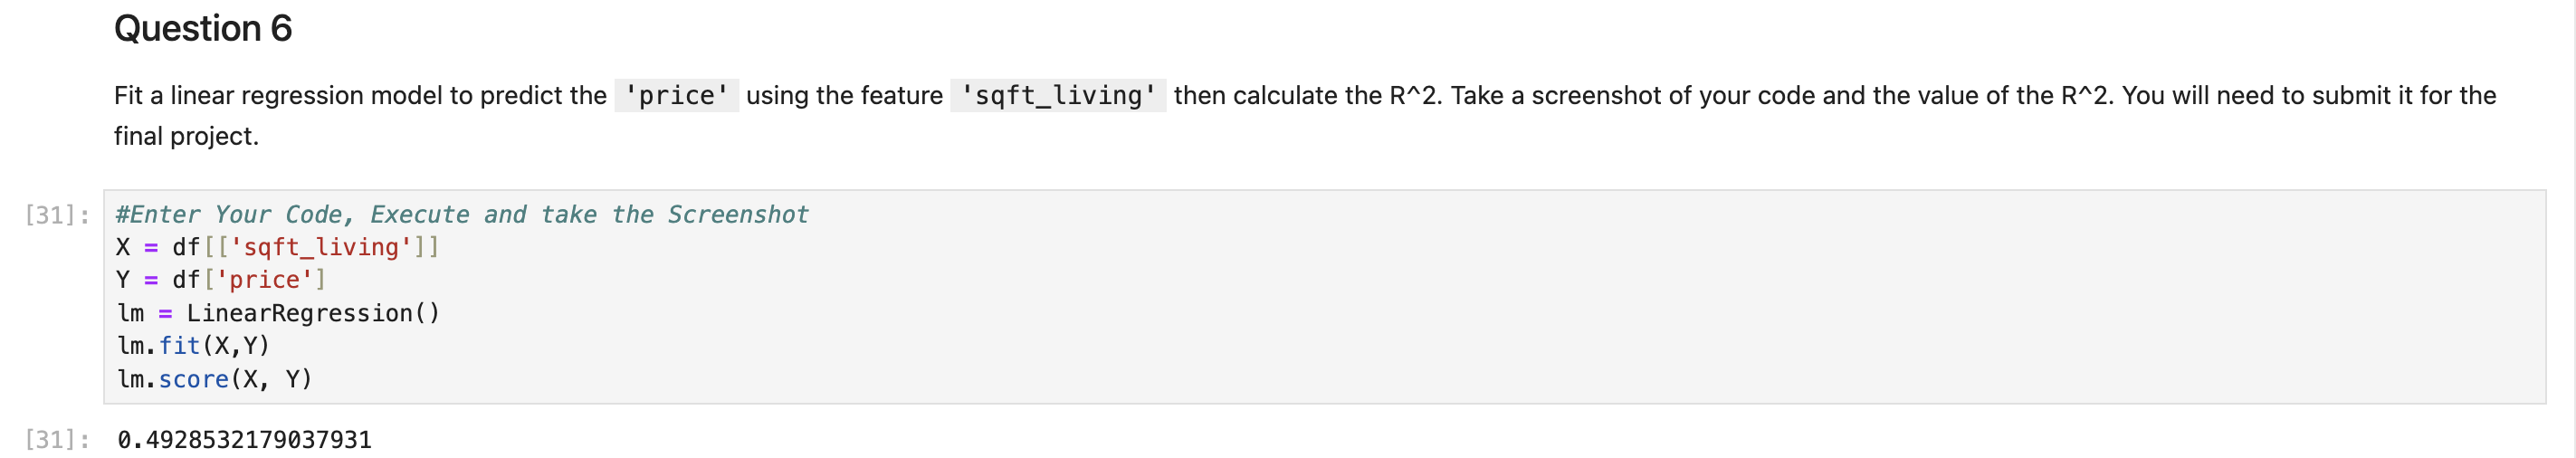 Question 6
Fit a linear regression model to predict the 'price' using the feature 'sqft_living' then calculate the R^2. Take a screenshot of your code and the value of the R^2. You will need to submit it for the
final project.
[31]: #Enter Your Code, Execute and take the Screenshot
X = df[['sqft_living']]
Y = df['price']
lm = LinearRegression()
lm.fit(X,Y)
lm.score(X, Y)
[31]: 0.4928532179037931